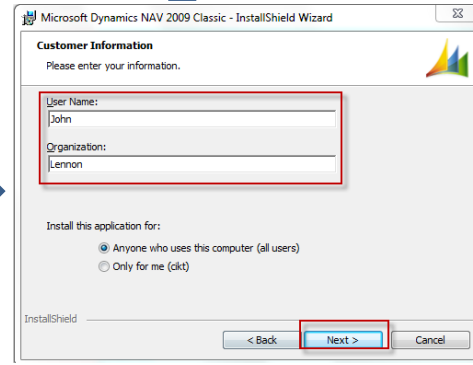 Microsoft Dynamics NAV 2009 Classic - InstallShield Wizard
Customer Information
Please enter your information.
User Name:
John
Organization:
Lennon
Install this application for:
Anyone who uses this computer (all users)
Only for me (cikt)
InstallShield
< Back Next > Cancel